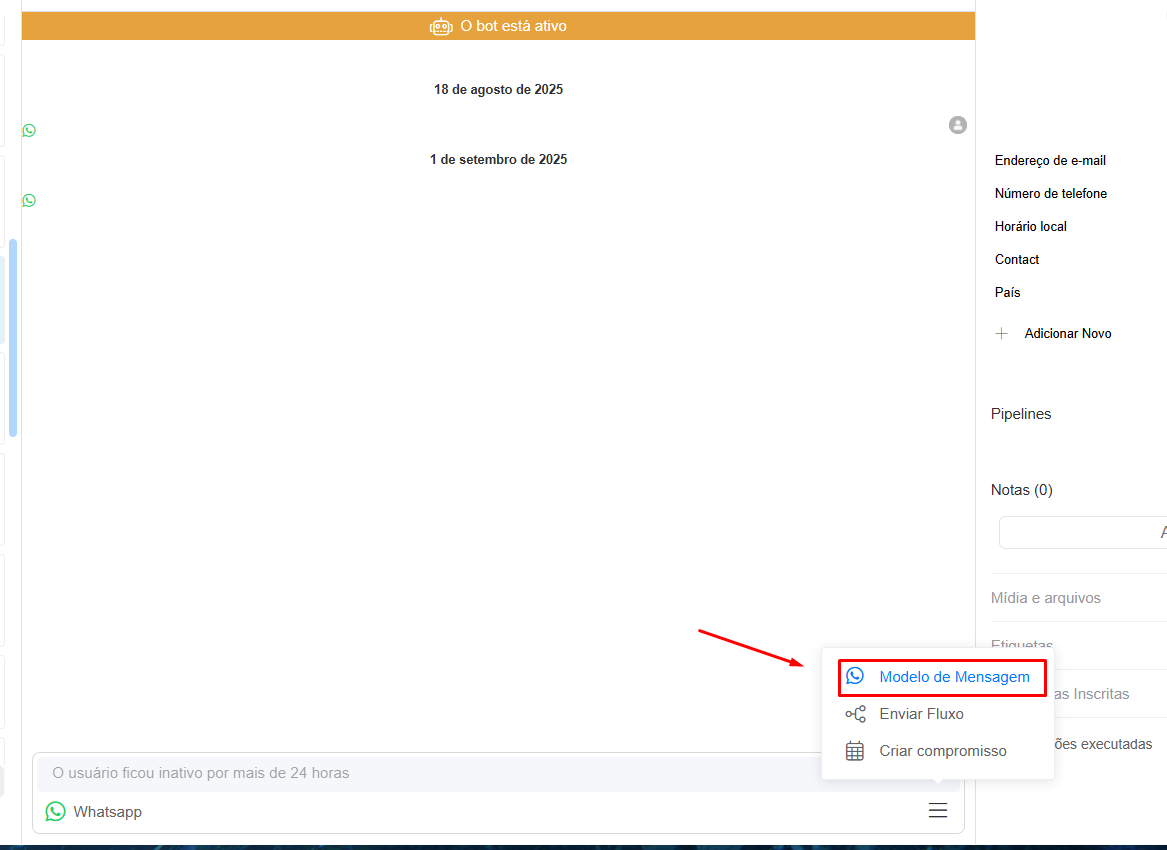 O bot está ativo
18 de agosto de 2025
1 de setembro de 2025
Endereço de e-mail
Número de telefone
Horário local
Contact
País
Adicionar Novo
Pipelines
Notas (0)
Mídia e arquivos
Etiquetas
as Inscritas
ões executadas
Modelo de Mensagem
Enviar Fluxo
Criar compromisso
O usuário ficou inativo por mais de 24 horas
Whatsapp